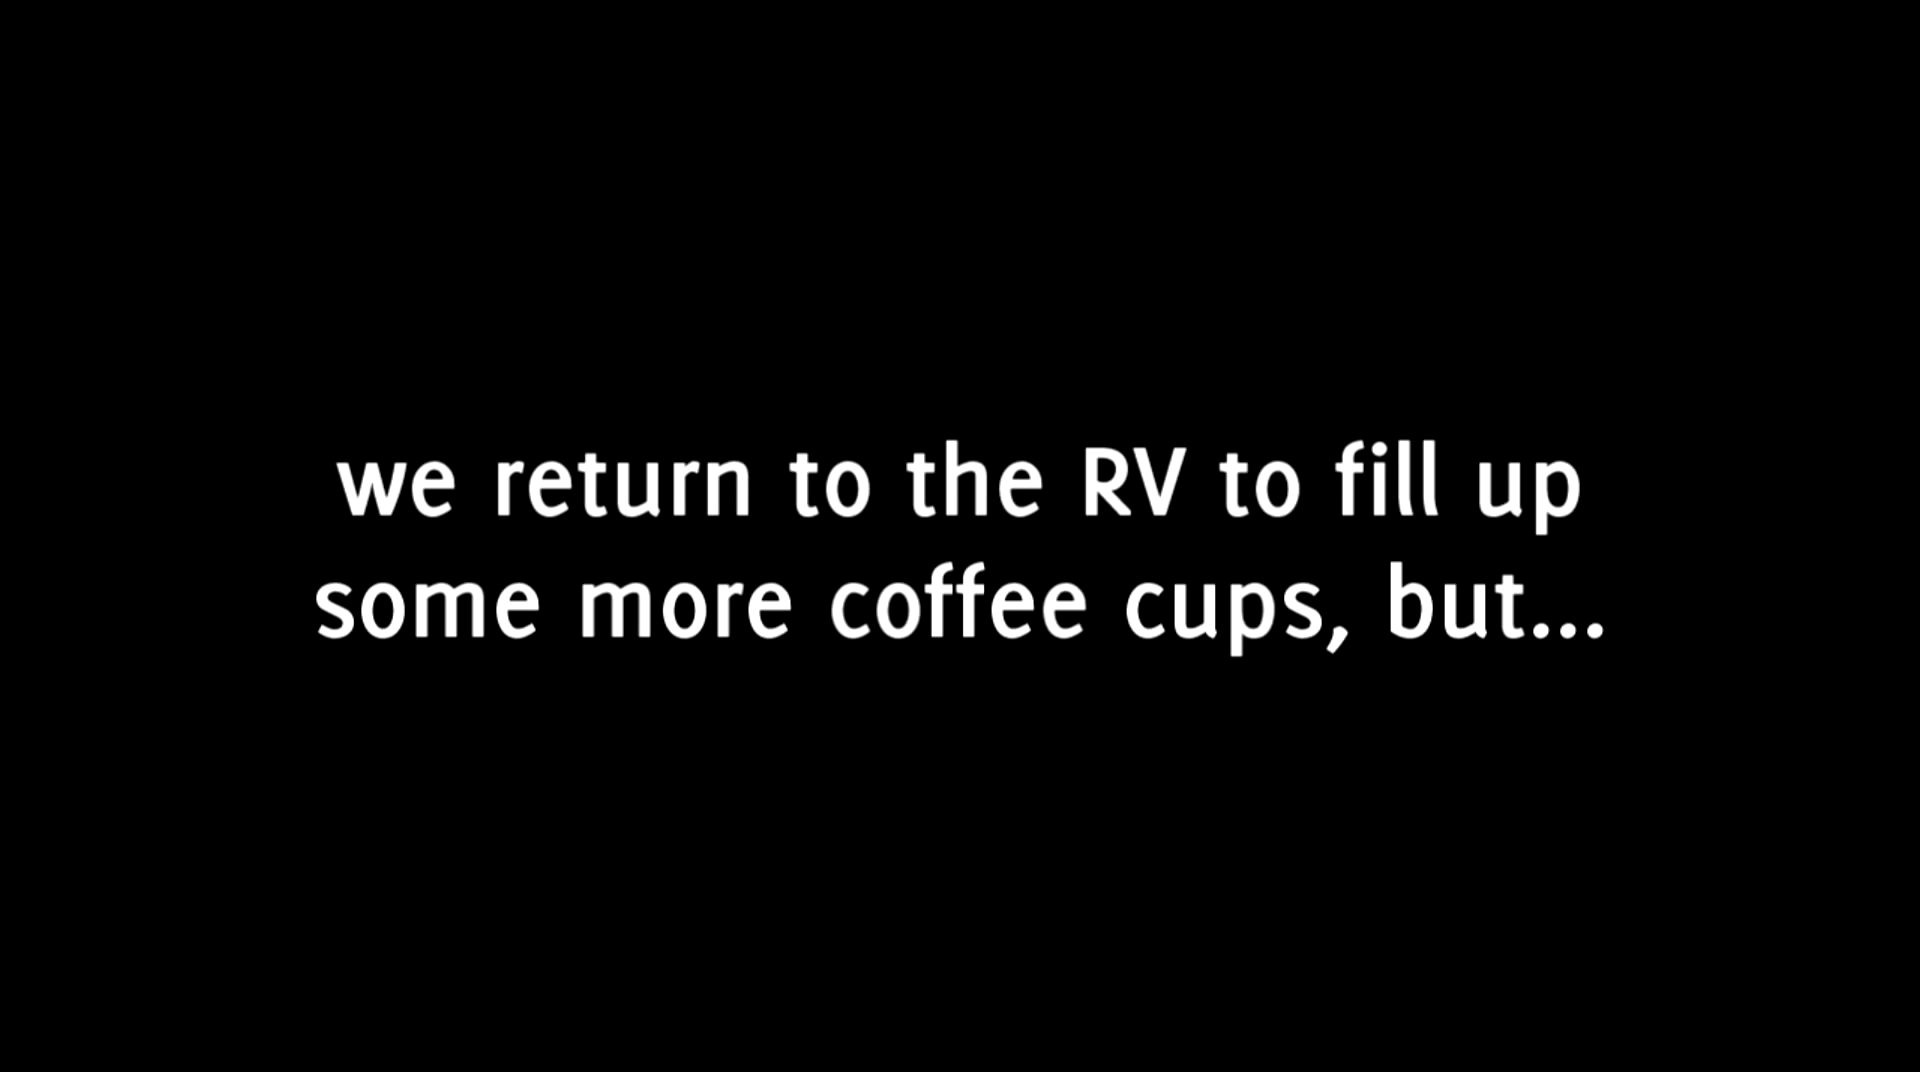 we return to the RV to fill up
some more coffee cups, but...